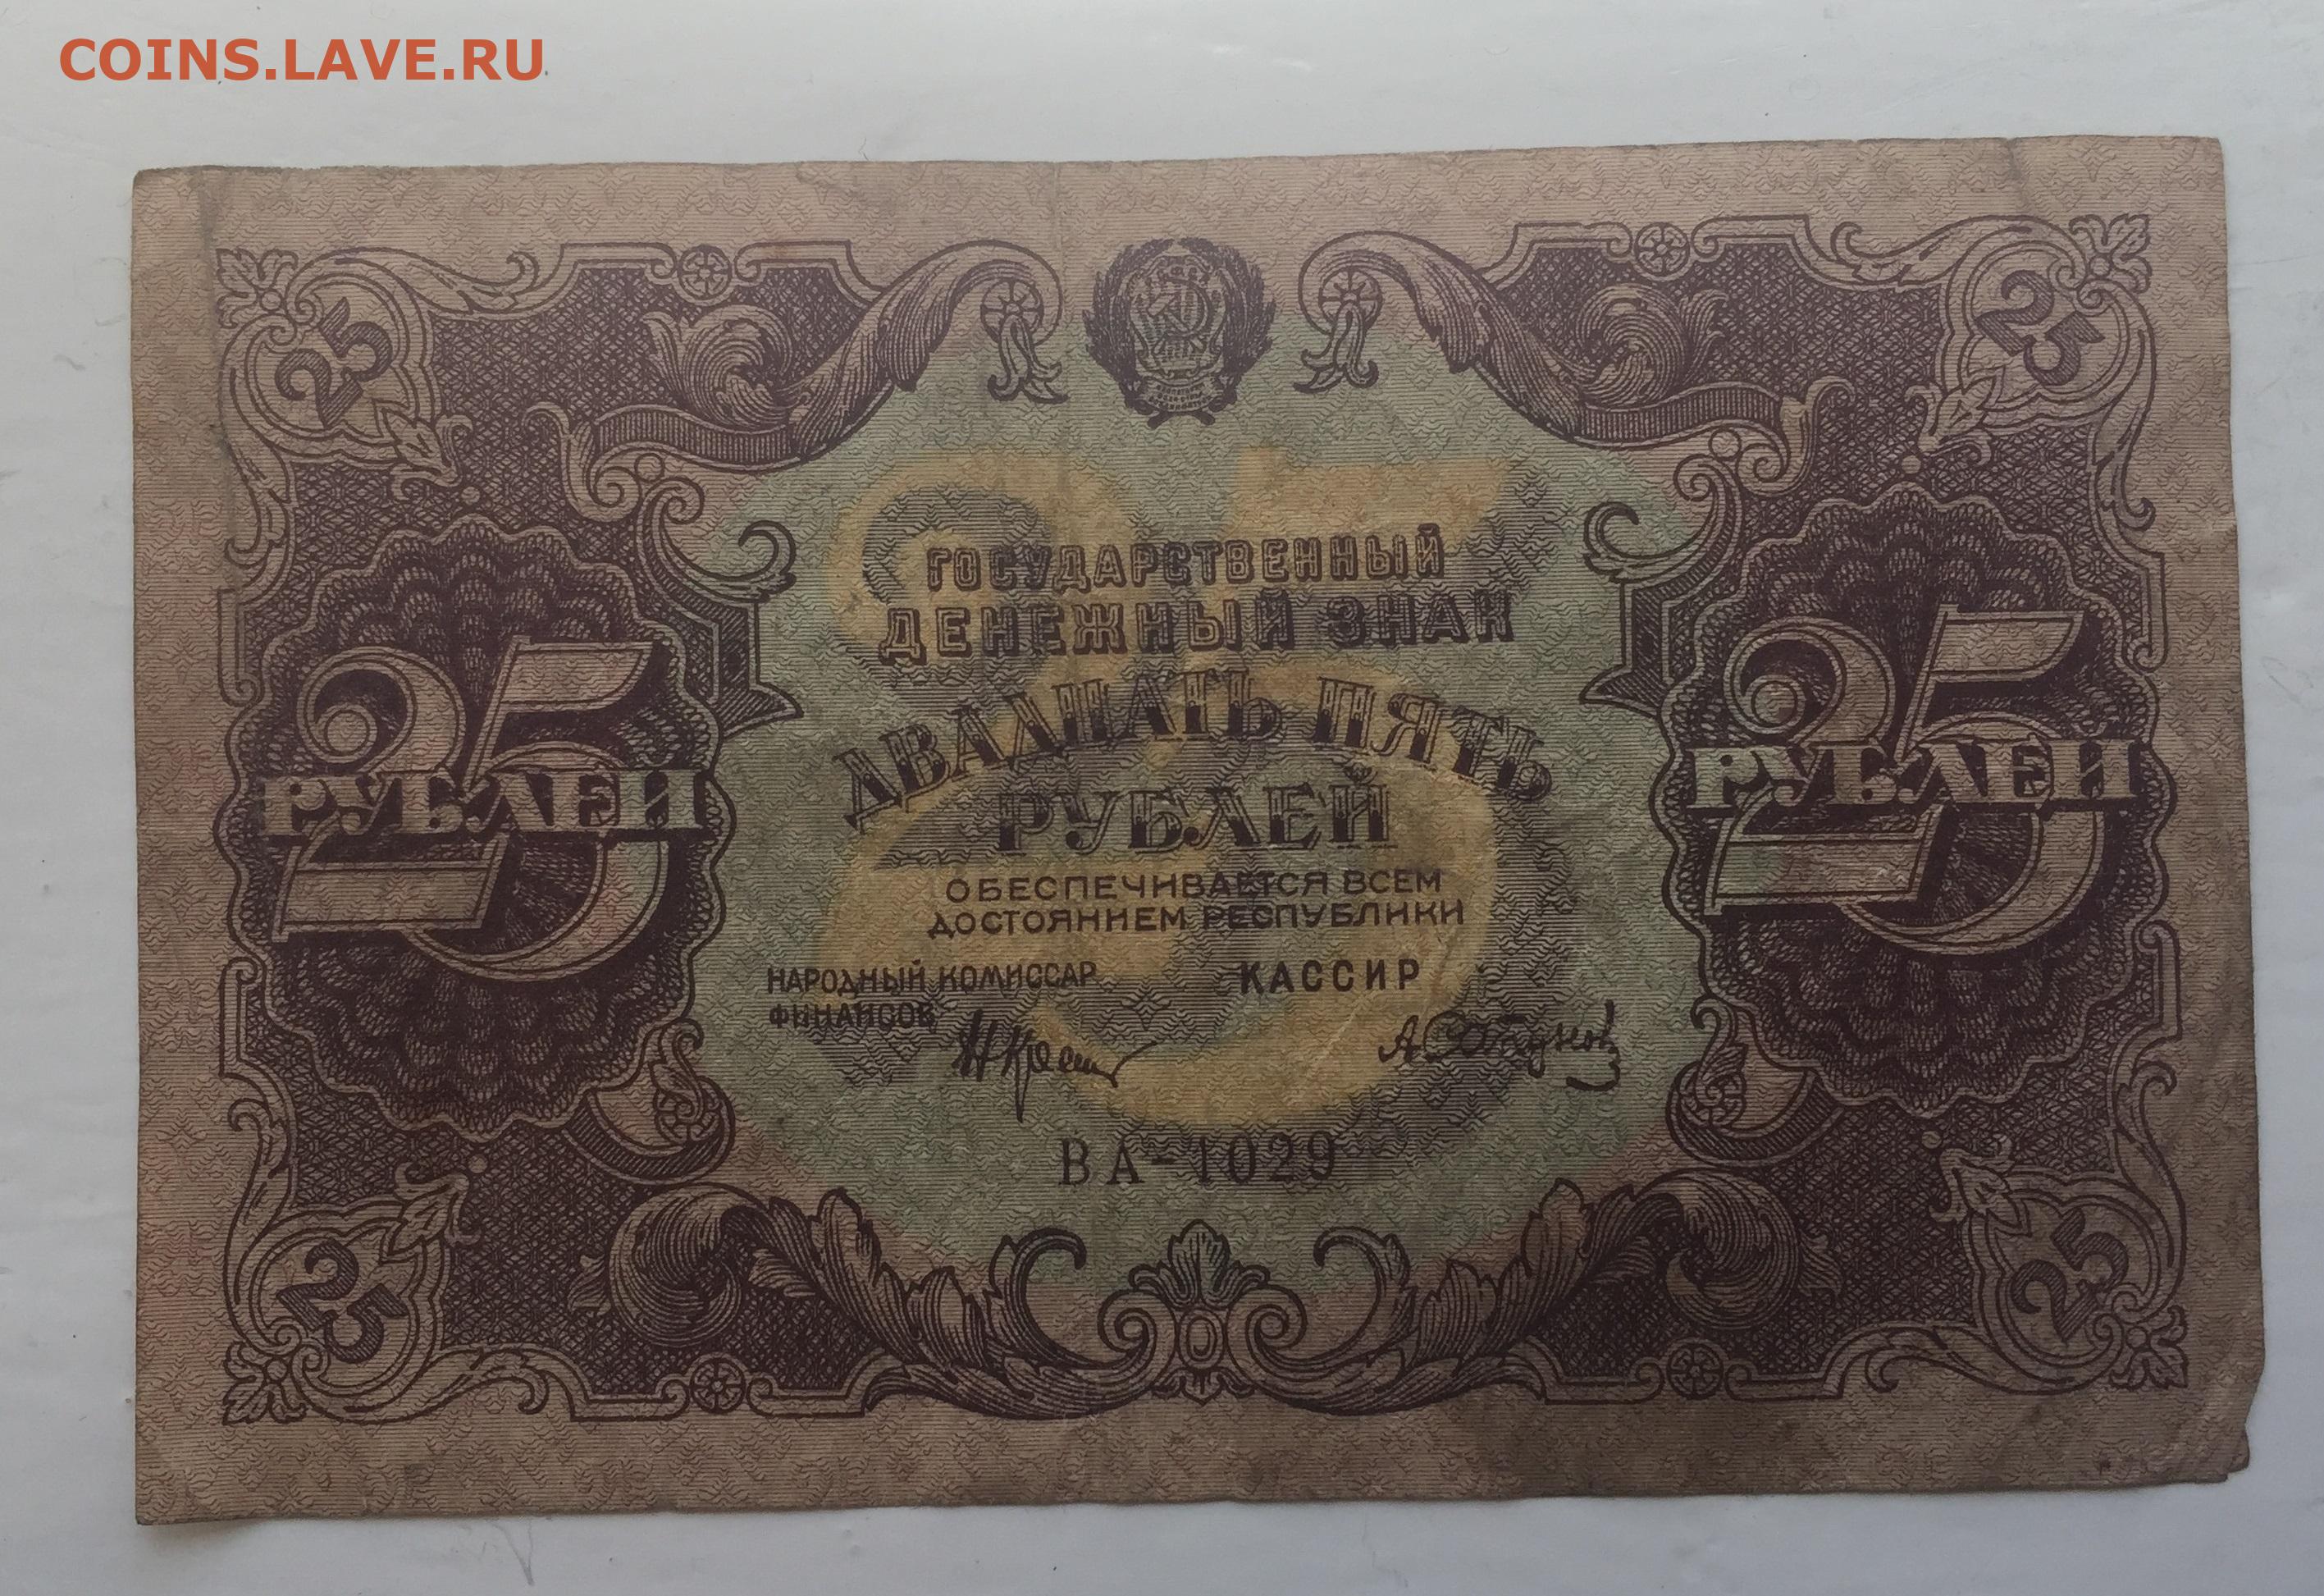 COINS.LAVE.RU
25 25
ГОСУДАРСТВЕННЫЙ
ДЕНЕЖНЫЙ ЗНАК
ДВАДЦАТЬ ПЯТЬ
РУБЛЕЙ
25 РУБЛЕЙ
25 РУБЛЕЙ
ОБЕСПЕЧИВАЕТСЯ ВСЕМ
ДОСТОЯНИЕМ РЕСПУБЛИКИ
НАРОДНЫЙ КОМИССАР
ФИНАНСОВ
КАССИР
ВА-1029
25 25